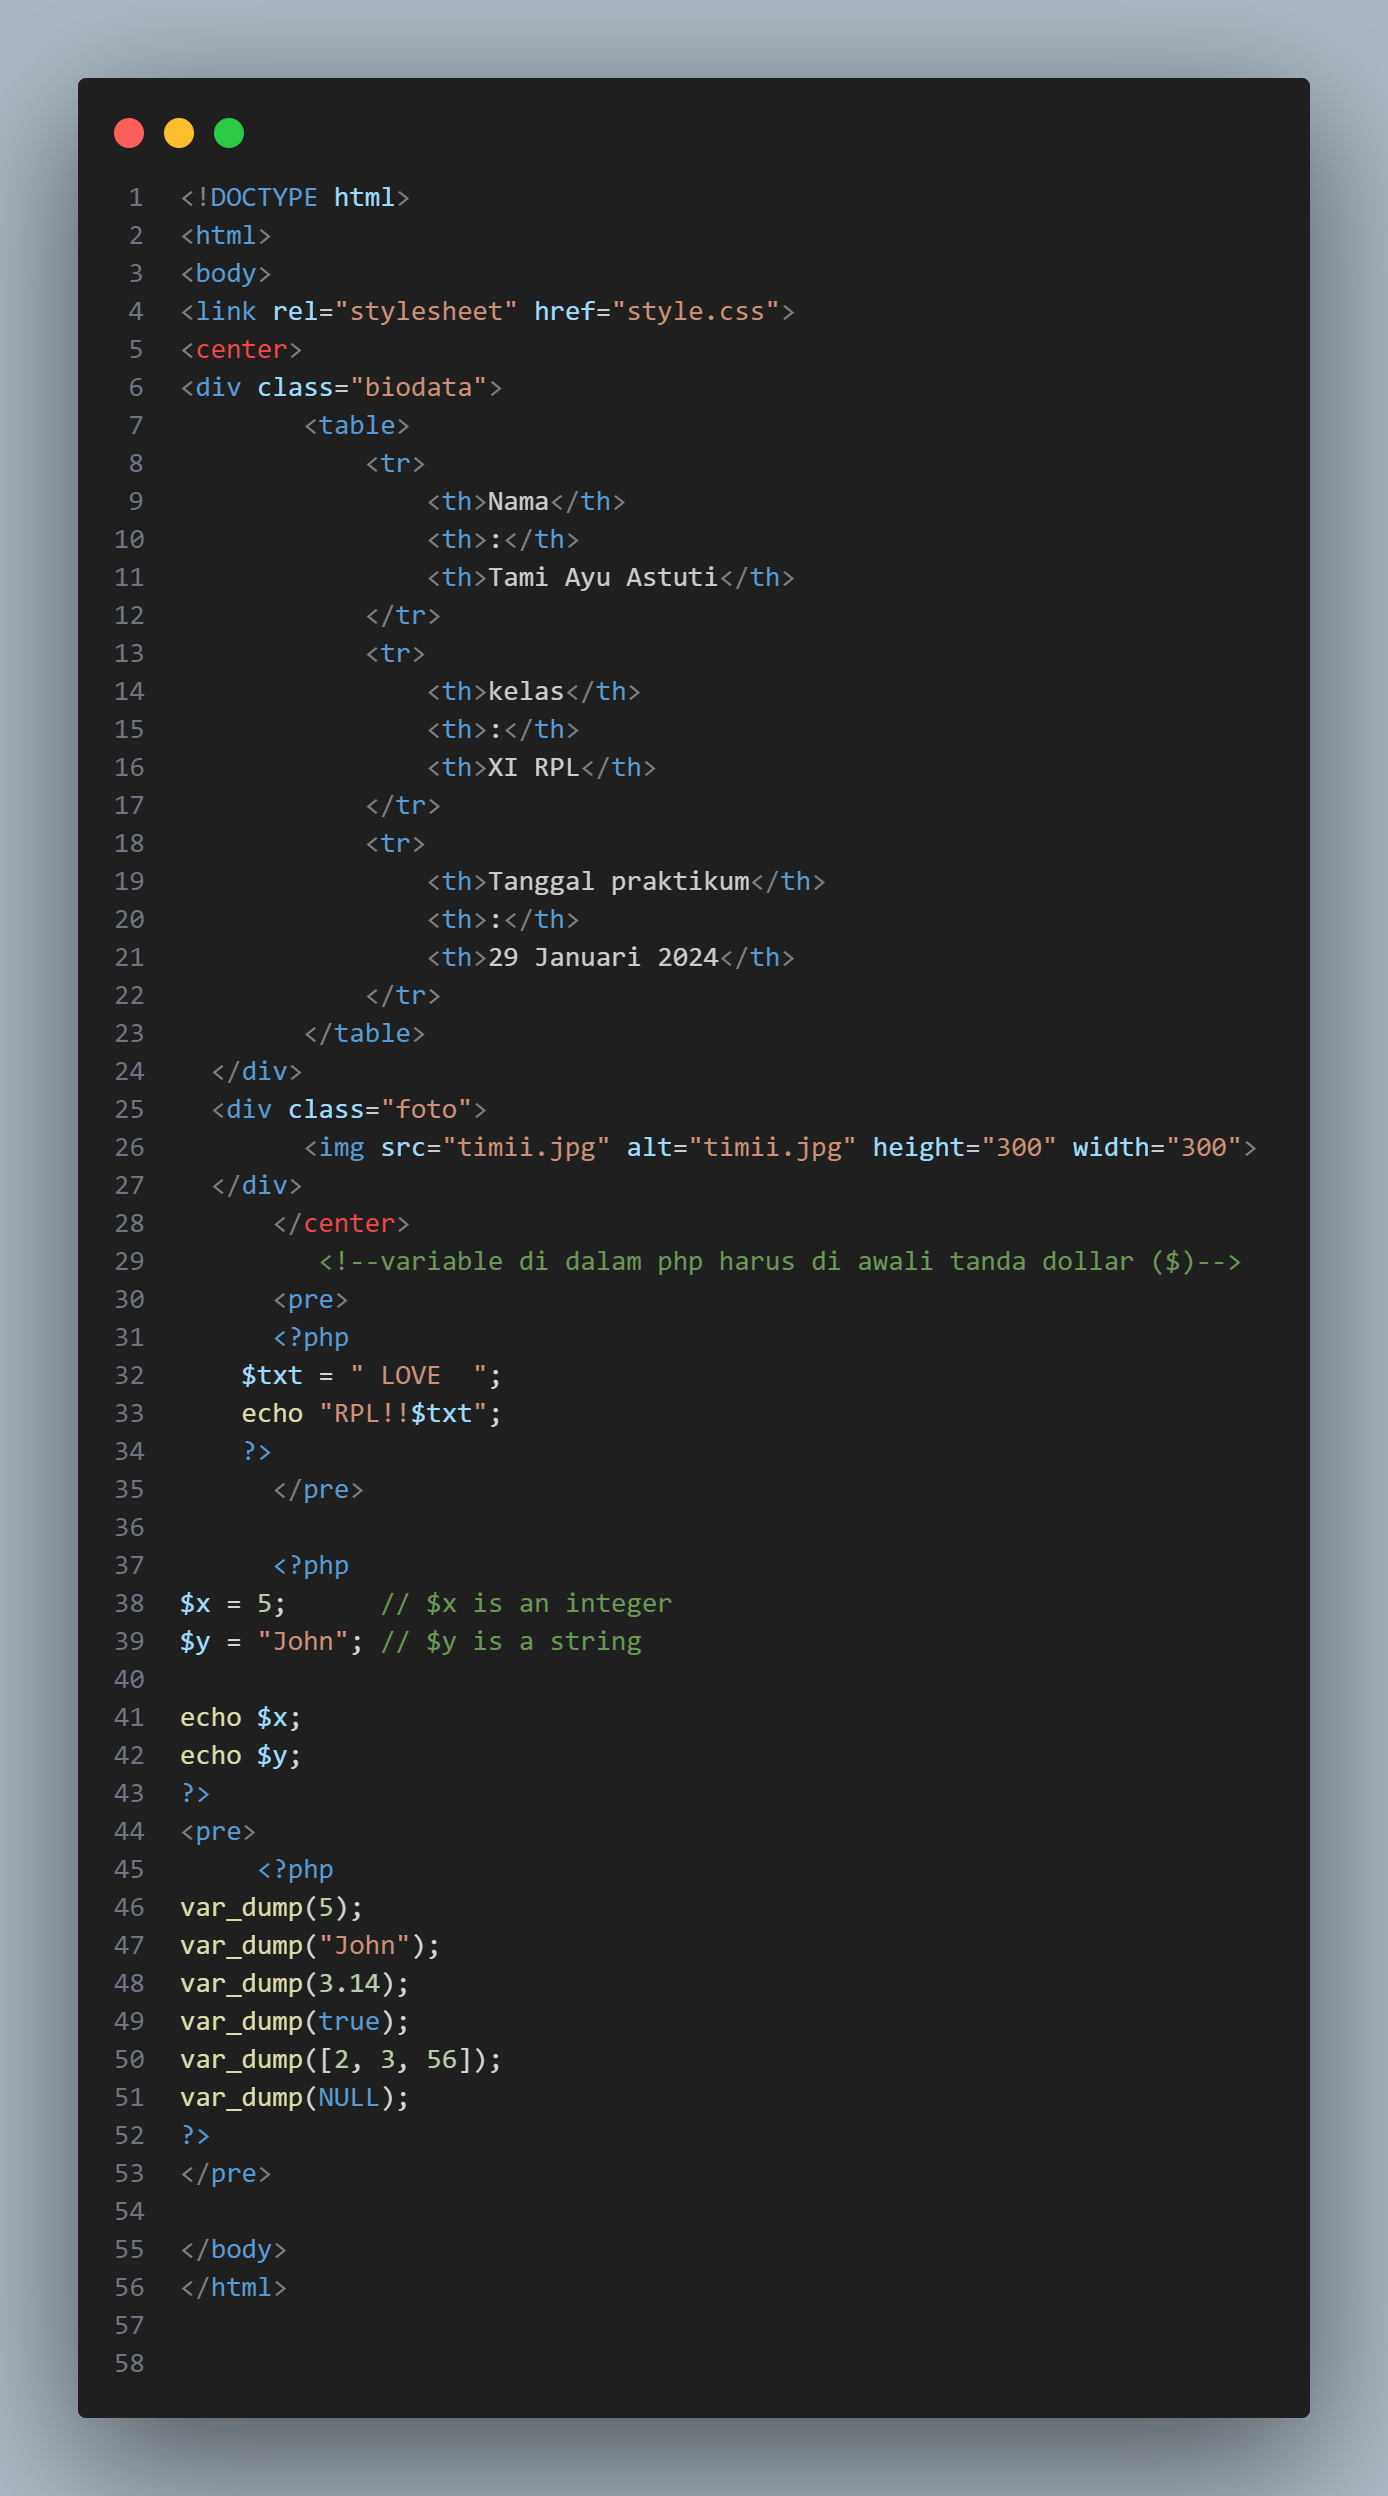 1 <!DOCTYPE html>
2 <html>
3 <body>
4 <link rel="stylesheet" href="style.css">
5 <center>
6 <div class="biodata">
7         <table>
8             <tr>
9                 <th>Nama</th>
10                 <th>:</th>
11                 <th>Tami Ayu Astuti</th>
12             </tr>
13             <tr>
14                 <th>kelas</th>
15                 <th>:</th>
16                 <th>XI RPL</th>
17             </tr>
18             <tr>
19                 <th>Tanggal praktikum</th>
20                 <th>:</th>
21                 <th>29 Januari 2024</th>
22             </tr>
23         </table>
24   </div>
25   <div class="foto">
26         <img src="timii.jpg" alt="timii.jpg" height="300" width="300">
27   </div>
28       </center>
29          <!--variable di dalam php harus di awali tanda dollar ($)-->
30       <pre>
31       <?php
32     $txt = " LOVE  ";
33     echo "RPL!!$txt";
34     ?>
35       </pre>
36
37       <?php
38 $x = 5;      // $x is an integer
39 $y = "John"; // $y is a string
40
41 echo $x;
42 echo $y;
43 ?>
44 <pre>
45      <?php
46 var_dump(5);
47 var_dump("John");
48 var_dump(3.14);
49 var_dump(true);
50 var_dump([2, 3, 56]);
51 var_dump(NULL);
52 ?>
53 </pre>
54
55 </body>
56 </html>
57
58